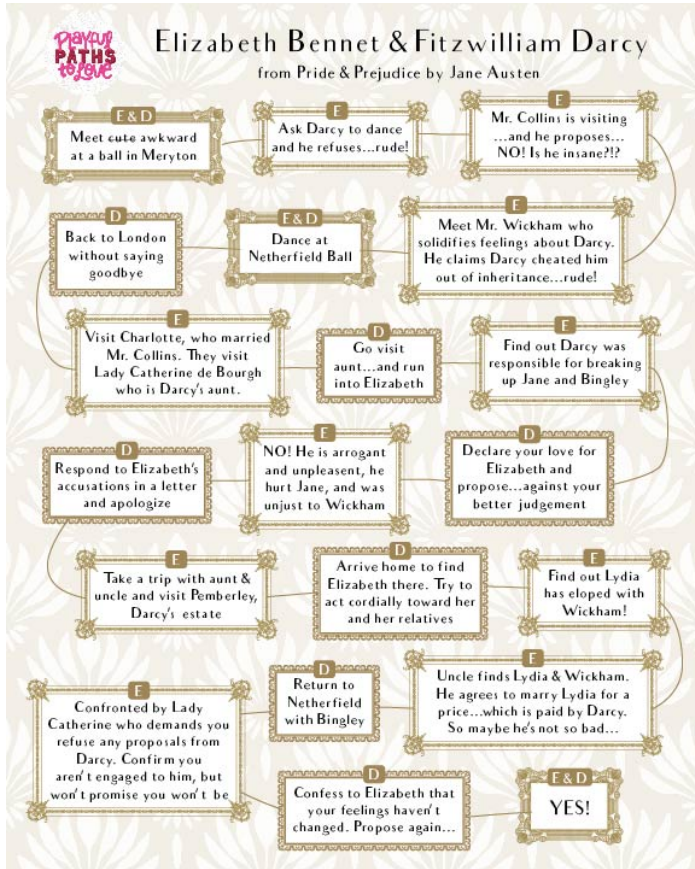 Playful
PATHS
to Love
Elizabeth Bennet & Fitzwilliam Darcy
from Pride & Prejudice by Jane Austen
E & D
Meet cute awkward
at a ball in Meryton
E
Ask Darcy to dance
and he refuses...rude!
E
Mr. Collins is visiting
...and he proposes...
NO! Is he insane?!?
E
Meet Mr. Wickham who
solidifies feelings about Darcy.
He claims Darcy cheated him
out of inheritance...rude!
E&D
Dance at
Netherfield Ball
D
Back to London
without saying
goodbye
E
Visit Charlotte, who married
Mr. Collins. They visit
Lady Catherine de Bourgh
who is Darcy's aunt.
D
Go visit
aunt...and run
into Elizabeth
E
Find out Darcy was
responsible for breaking
up Jane and Bingley
D
Declare your love for
Elizabeth and
propose...against your
better judgement
E
NO! He is arrogant
and unpleasant, he
hurt Jane, and was
unjust to Wickham
D
Respond to Elizabeth's
accusations in a letter
and apologize
E
Take a trip with aunt &
uncle and visit Pemberley,
Darcy's estate
D
Arrive home to find
Elizabeth there. Try to
act cordially toward her
and her relatives
E
Find out Lydia
has eloped with
Wickham!
E
Uncle finds Lydia & Wickham.
He agrees to marry Lydia for a
price...which is paid by Darcy.
So maybe he's not so bad...
D
Return to
Netherfield
with Bingley
E
Confronted by Lady
Catherine who demands you
refuse any proposals from
Darcy. Confirm you
aren't engaged to him, but
won't promise you won't be
D
Confess to Elizabeth that
your feelings haven't
changed. Propose again...
E & D
YES!